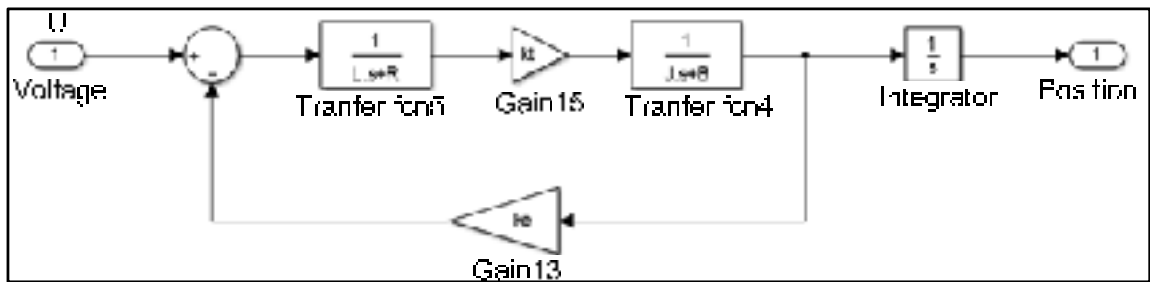 U
1
Voltage
+
-
1
L.s+R
Tranfer fcn5
kt
Gain15
1
J.s+B
Tranfer fcn4
1
s
Integrator
1
Position
ke
Gain13